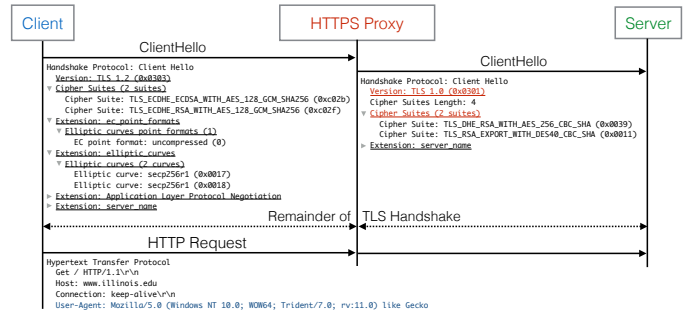 Client
HTTPS Proxy
Server
ClientHello
Handshake Protocol: Client Hello
Version: TLS 1.2 (0x0303)
Cipher Suites (2 suites)
Cipher Suite: TLS_ECDHE_ECDSA_WITH_AES_128_GCM_SHA256 (0xc02b)
Cipher Suite: TLS_ECDHE_RSA_WITH_AES_128_GCM_SHA256 (0xc02f)
Extension: ec_point_formats
Elliptic curves point formats (1)
EC point format: uncompressed (0)
Extension: elliptic_curves
Elliptic curves (2 curves)
Elliptic curve: secp256r1 (0x0017)
Elliptic curve: secp256r1 (0x0018)
Extension: Application Layer Protocol Negotiation
Extension: server_name
ClientHello
Handshake Protocol: Client Hello
Version: TLS 1.0 (0x0301)
Cipher Suites Length: 4
Cipher Suites (2 suites)
Cipher Suite: TLS_DHE_RSA_WITH_AES_256_CBC_SHA (0x0039)
Cipher Suite: TLS_RSA_EXPORT_WITH_DES40_CBC_SHA (0x0011)
Extension: server_name
Remainder of TLS Handshake
HTTP Request
Hypertext Transfer Protocol
Get / HTTP/1.1\r\n
Host: www.illinois.edu
Connection: keep-alive\r\n
User-Agent: Mozilla/5.0 (Windows NT 10.0; WOW64; Trident/7.0; rv:11.0) like Gecko